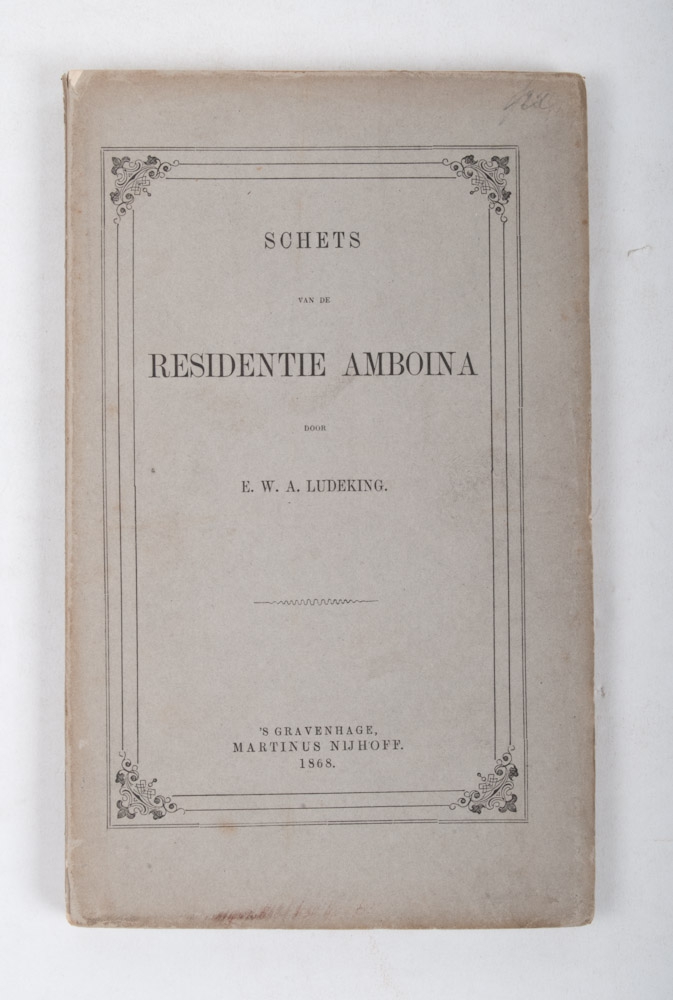 SCHETS
VAN DE
RESIDENTIE AMBOINA
DOOR
E. W. A. LUDEKING.
'S GRAVENHAGE,
MARTINUS NIJHOFF.
1868.